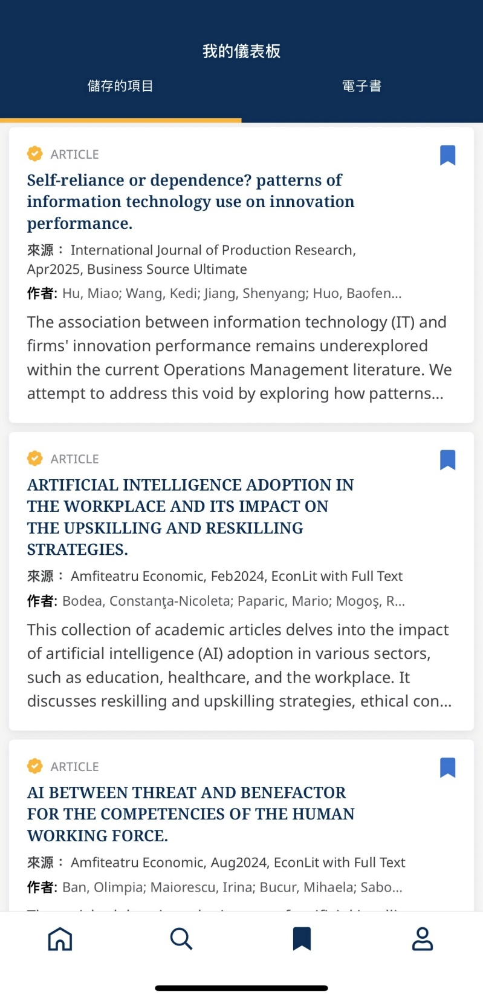 我的儀表板
儲存的項目
電子書
ARTICLE
Self-reliance or dependence? patterns of
information technology use on innovation
performance.
來源： International Journal of Production Research,
Apr2025, Business Source Ultimate
作者: Hu, Miao; Wang, Kedi; Jiang, Shenyang; Huo, Baofen...
The association between information technology (IT) and
firms' innovation performance remains underexplored
within the current Operations Management literature. We
attempt to address this void by exploring how patterns...
ARTICLE
ARTIFICIAL INTELLIGENCE ADOPTION IN
THE WORKPLACE AND ITS IMPACT ON
THE UPSKILLING AND RESKILLING
STRATEGIES.
來源： Amfiteatru Economic, Feb2024, EconLit with Full Text
作者: Bodea, Constanţa-Nicoleta; Paparic, Mario; Mogoş, R...
This collection of academic articles delves into the impact
of artificial intelligence (AI) adoption in various sectors,
such as education, healthcare, and the workplace. It
discusses reskilling and upskilling strategies, ethical con...
ARTICLE
AI BETWEEN THREAT AND BENEFACTOR
FOR THE COMPETENCIES OF THE HUMAN
WORKING FORCE.
來源： Amfiteatru Economic, Aug2024, EconLit with Full Text
作者: Ban, Olimpia; Maiorescu, Irina; Bucur, Mihaela; Sabo...